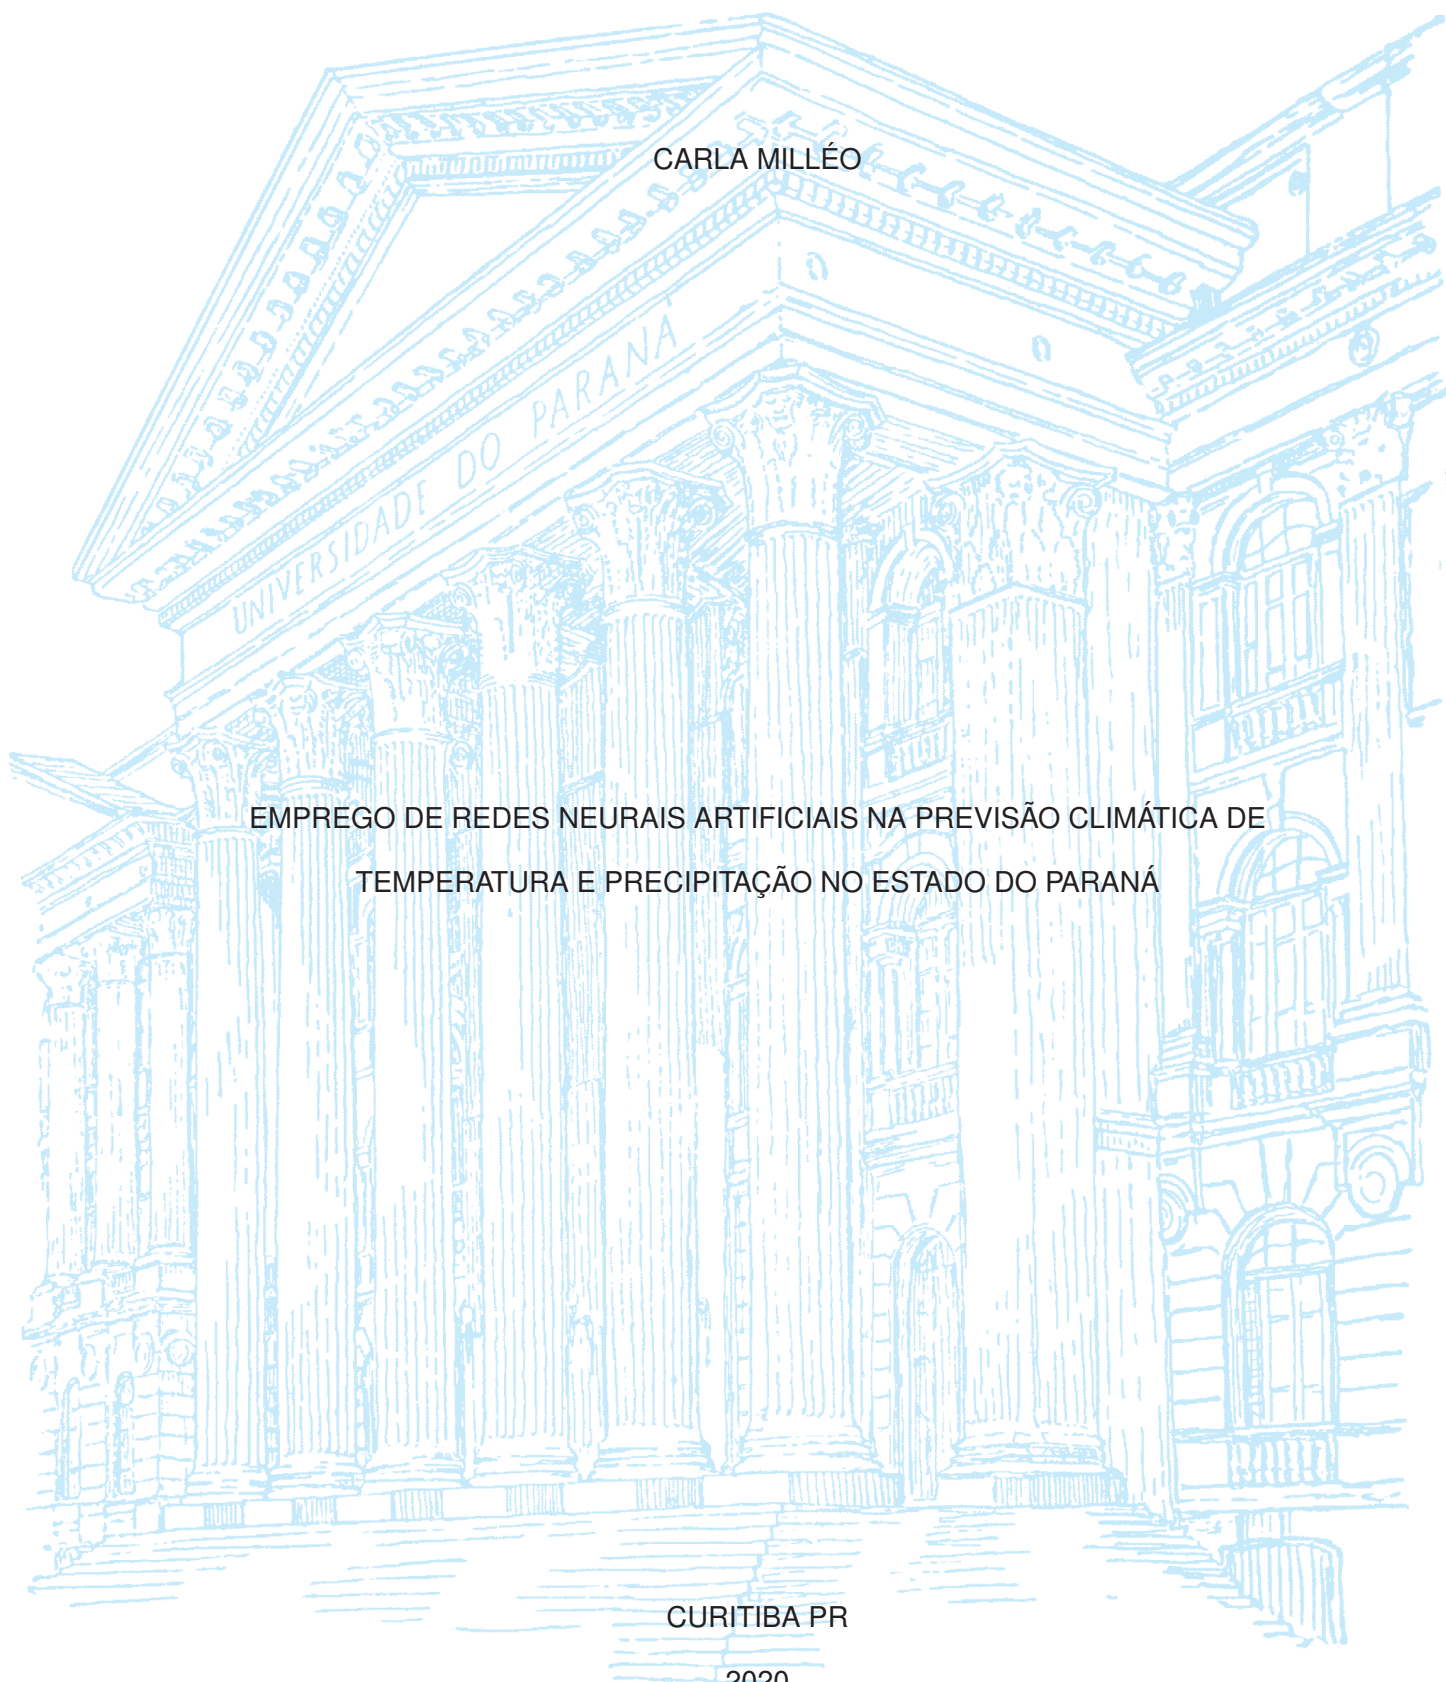 CARLA MILLÉO
UNIVERSIDADE DO PARANÁ
EMPREGO DE REDES NEURAIS ARTIFICIAIS NA PREVISÃO CLIMÁTICA DE
TEMPERATURA E PRECIPITAÇÃO NO ESTADO DO PARANÁ
CURITIBA PR
2020